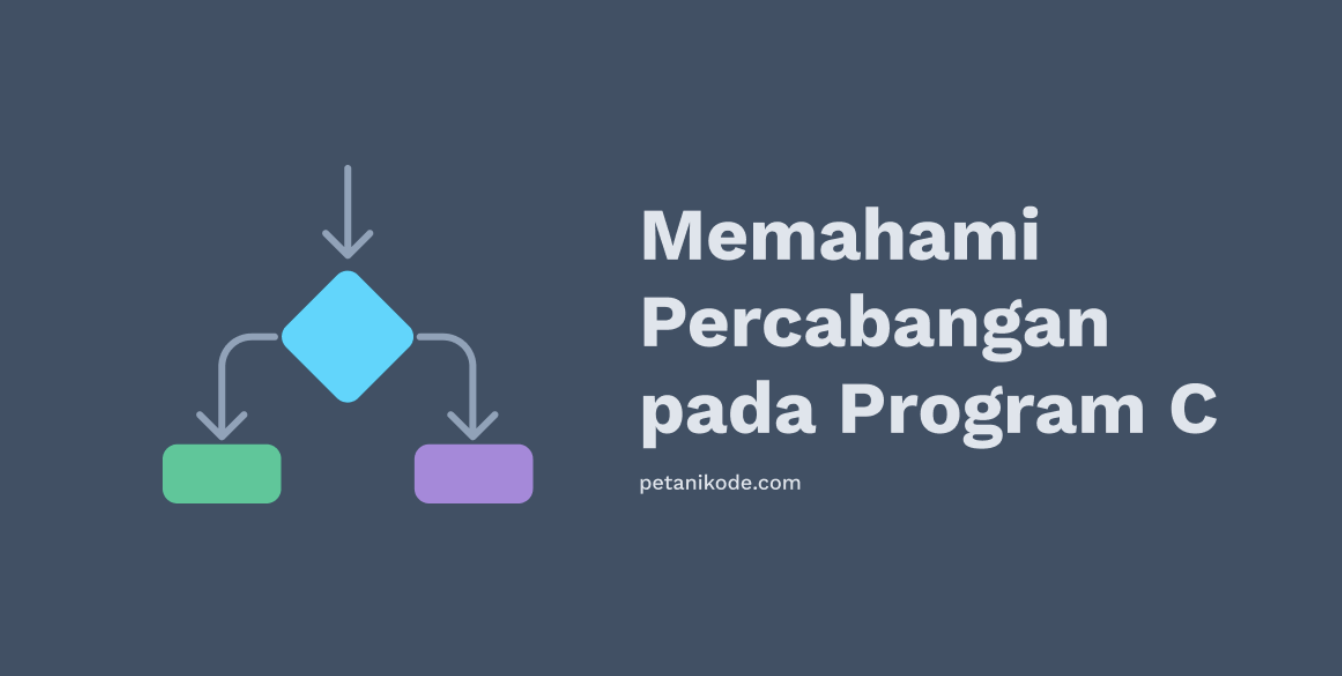 Memahami
Percabangan
pada Program C
petanikode.com